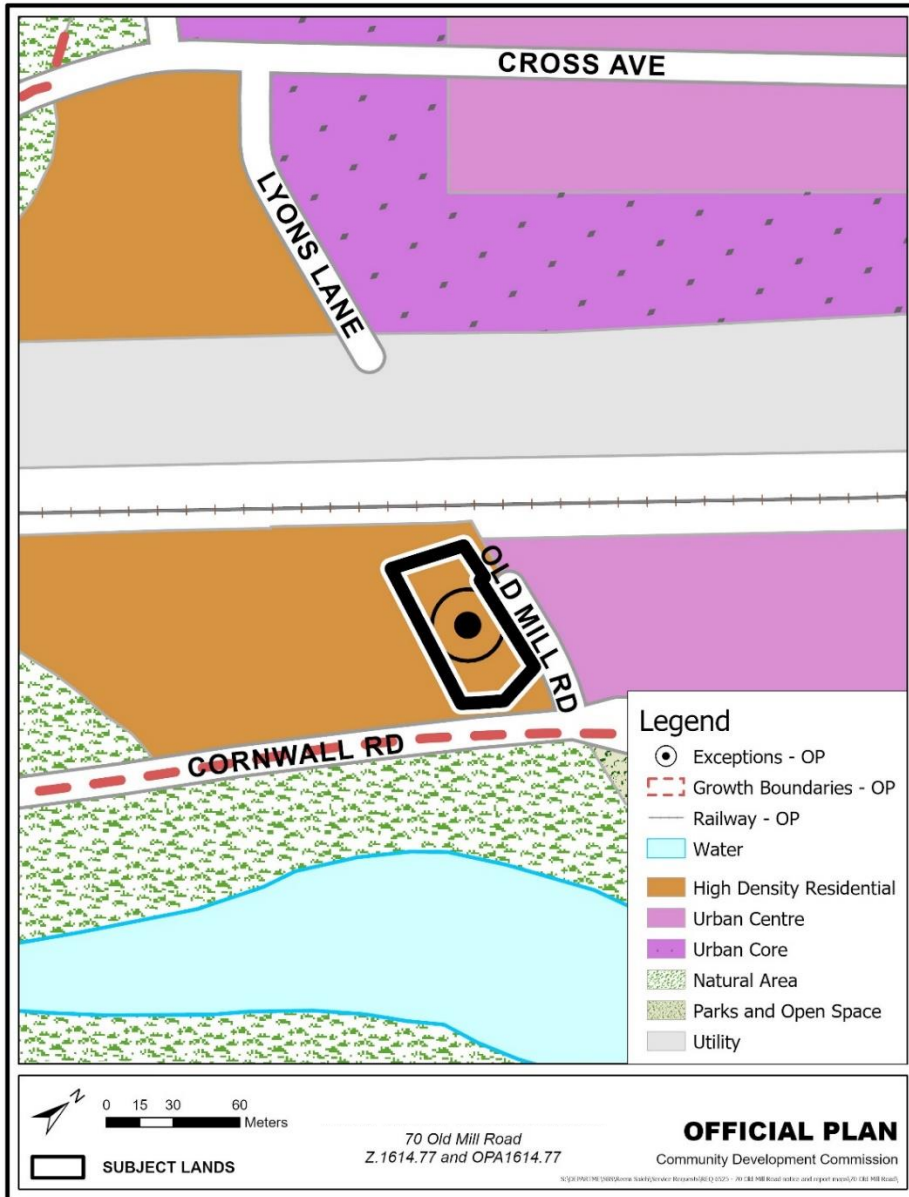 CROSS AVE
LYONS LANE
OLD MILL RD
CORNWALL RD
Legend
Exceptions - OP
Growth Boundaries - OP
Railway - OP
Water
High Density Residential
Urban Centre
Urban Core
Natural Area
Parks and Open Space
Utility
N
0 15 30 60
Meters
SUBJECT LANDS
70 Old Mill Road
Z.1614.77 and OPA1614.77
OFFICIAL PLAN
Community Development Commission